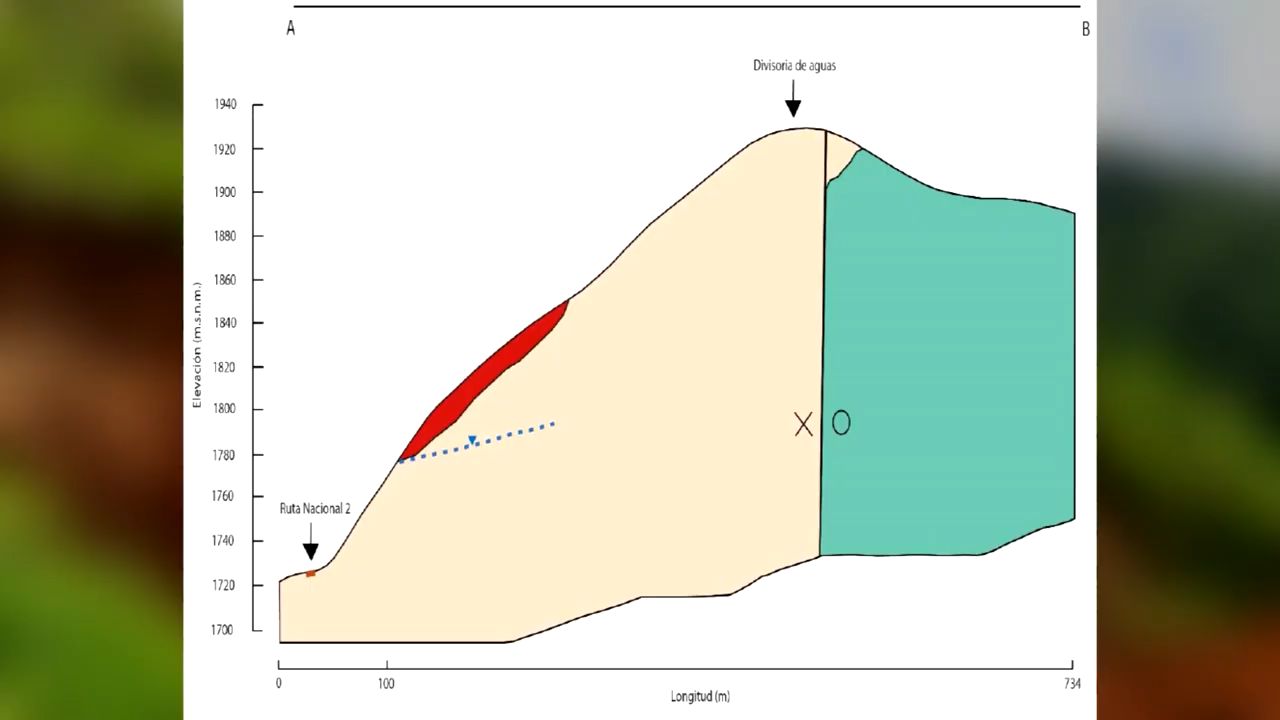 A
B
Divisoria de aguas
1940
1920
1900
1880
1860
1840
1820
1800
1780
1760
1740
1720
1700
Elevación (m.s.n.m.)
Ruta Nacional 2
X O
0
100
734
Longitud (m)